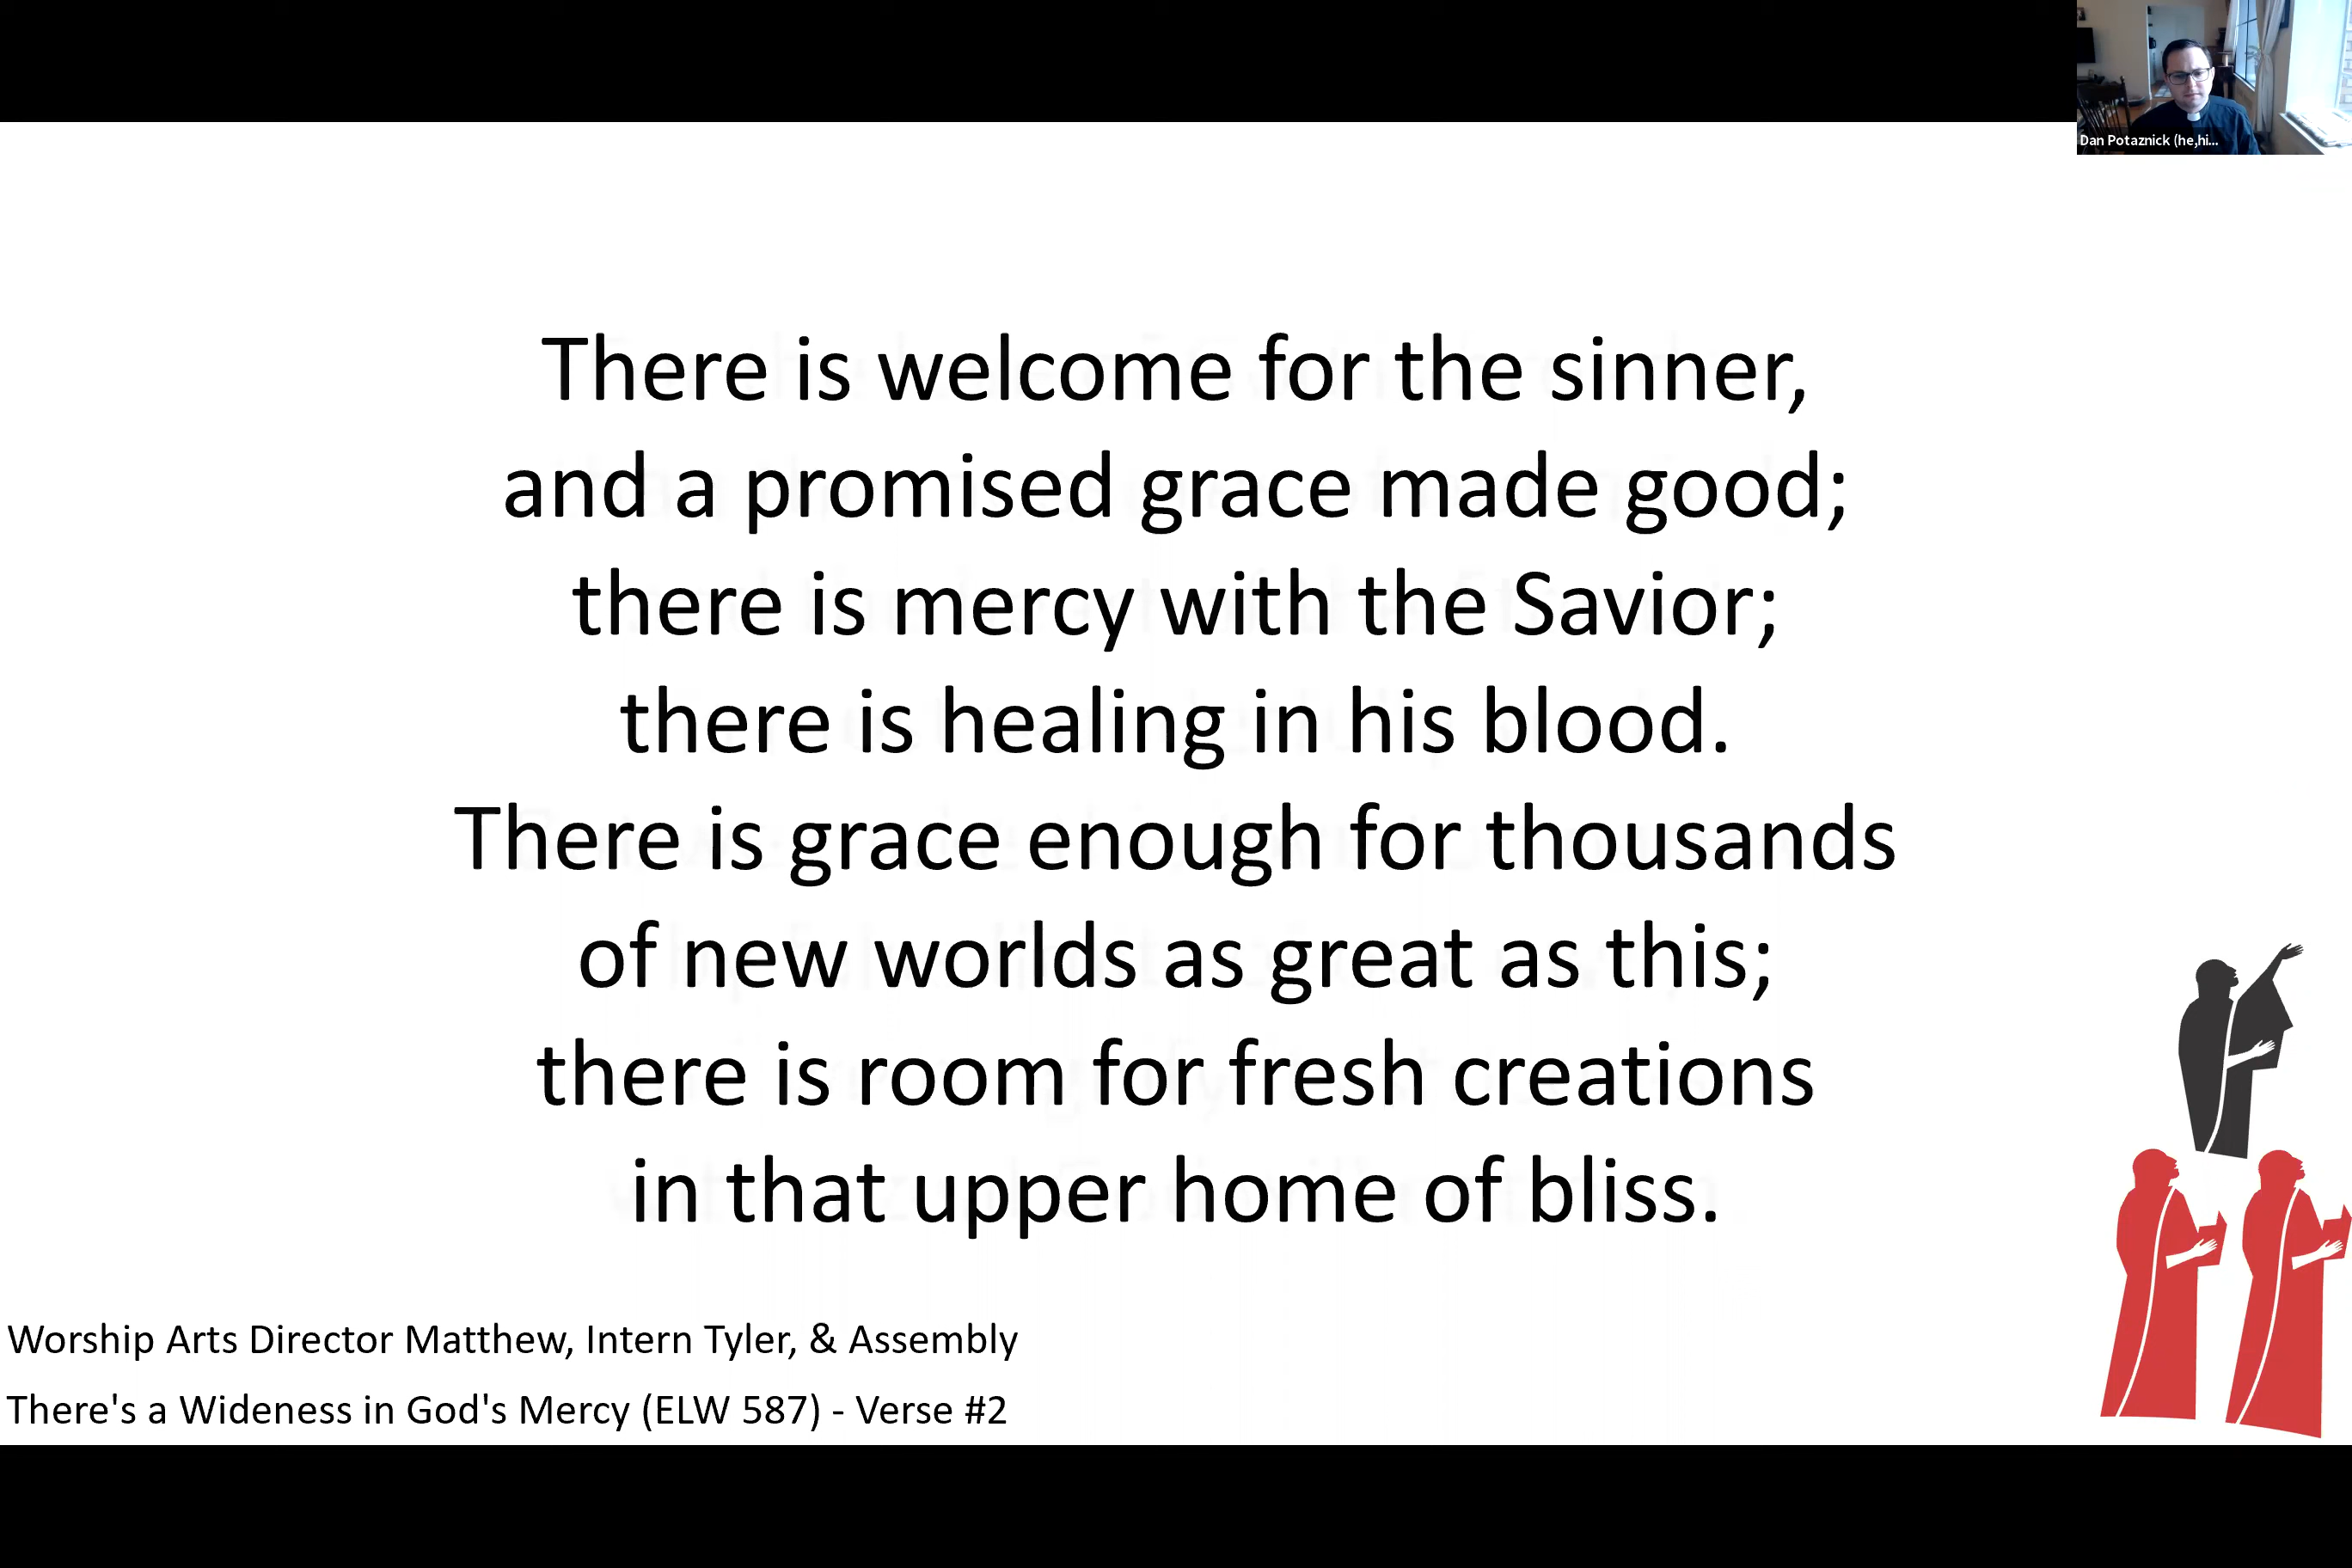 Dan Potaznick (he,hi...
There is welcome for the sinner,
and a promised grace made good;
there is mercy with the Savior;
there is healing in his blood.
There is grace enough for thousands
of new worlds as great as this;
there is room for fresh creations
in that upper home of bliss.
Worship Arts Director Matthew, Intern Tyler, & Assembly
There's a Wideness in God's Mercy (ELW 587) - Verse #2